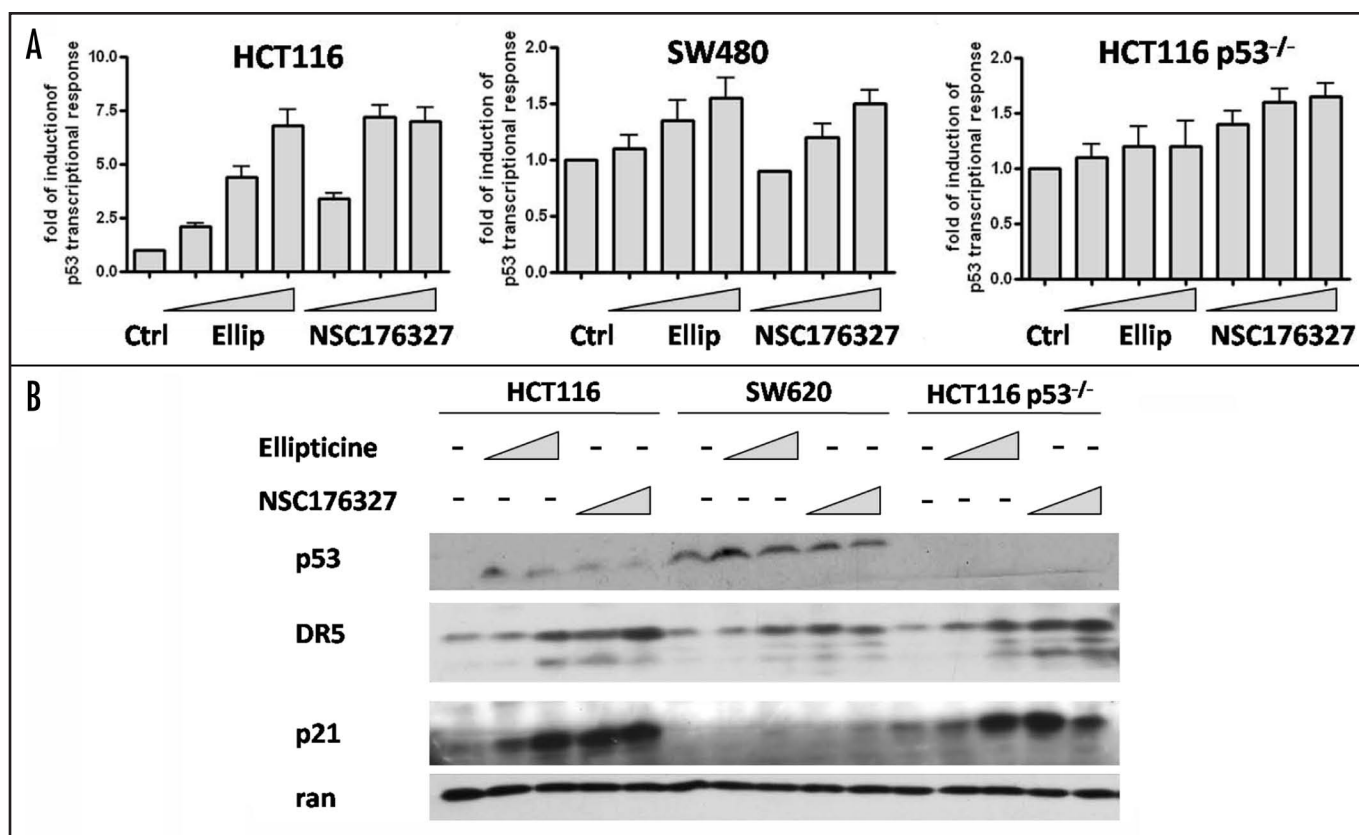 A
HCT116
fold of inductionof
p53 transcriptional response
10.0
7.5
5.0
2.5
0.0
Ctrl Ellip NSC176327
SW480
fold of induction of
p53 transcriptional response
2.0
1.5
1.0
0.5
0.0
Ctrl Ellip NSC176327
HCT116 p53-/-
fold of induction of
p53 transcriptional response
2.0
1.5
1.0
0.5
0.0
Ctrl Ellip NSC176327
B
HCT116 SW620 HCT116 p53-/-
Ellipticine - - - - - - - - -
NSC176327 - - - - - - - - -
p53
DR5
p21
ran